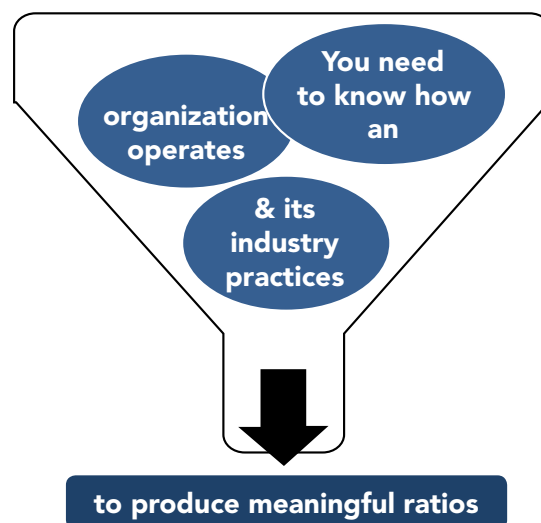 You need
to know how
an
organization
operates
& its
industry
practices
to produce meaningful ratios